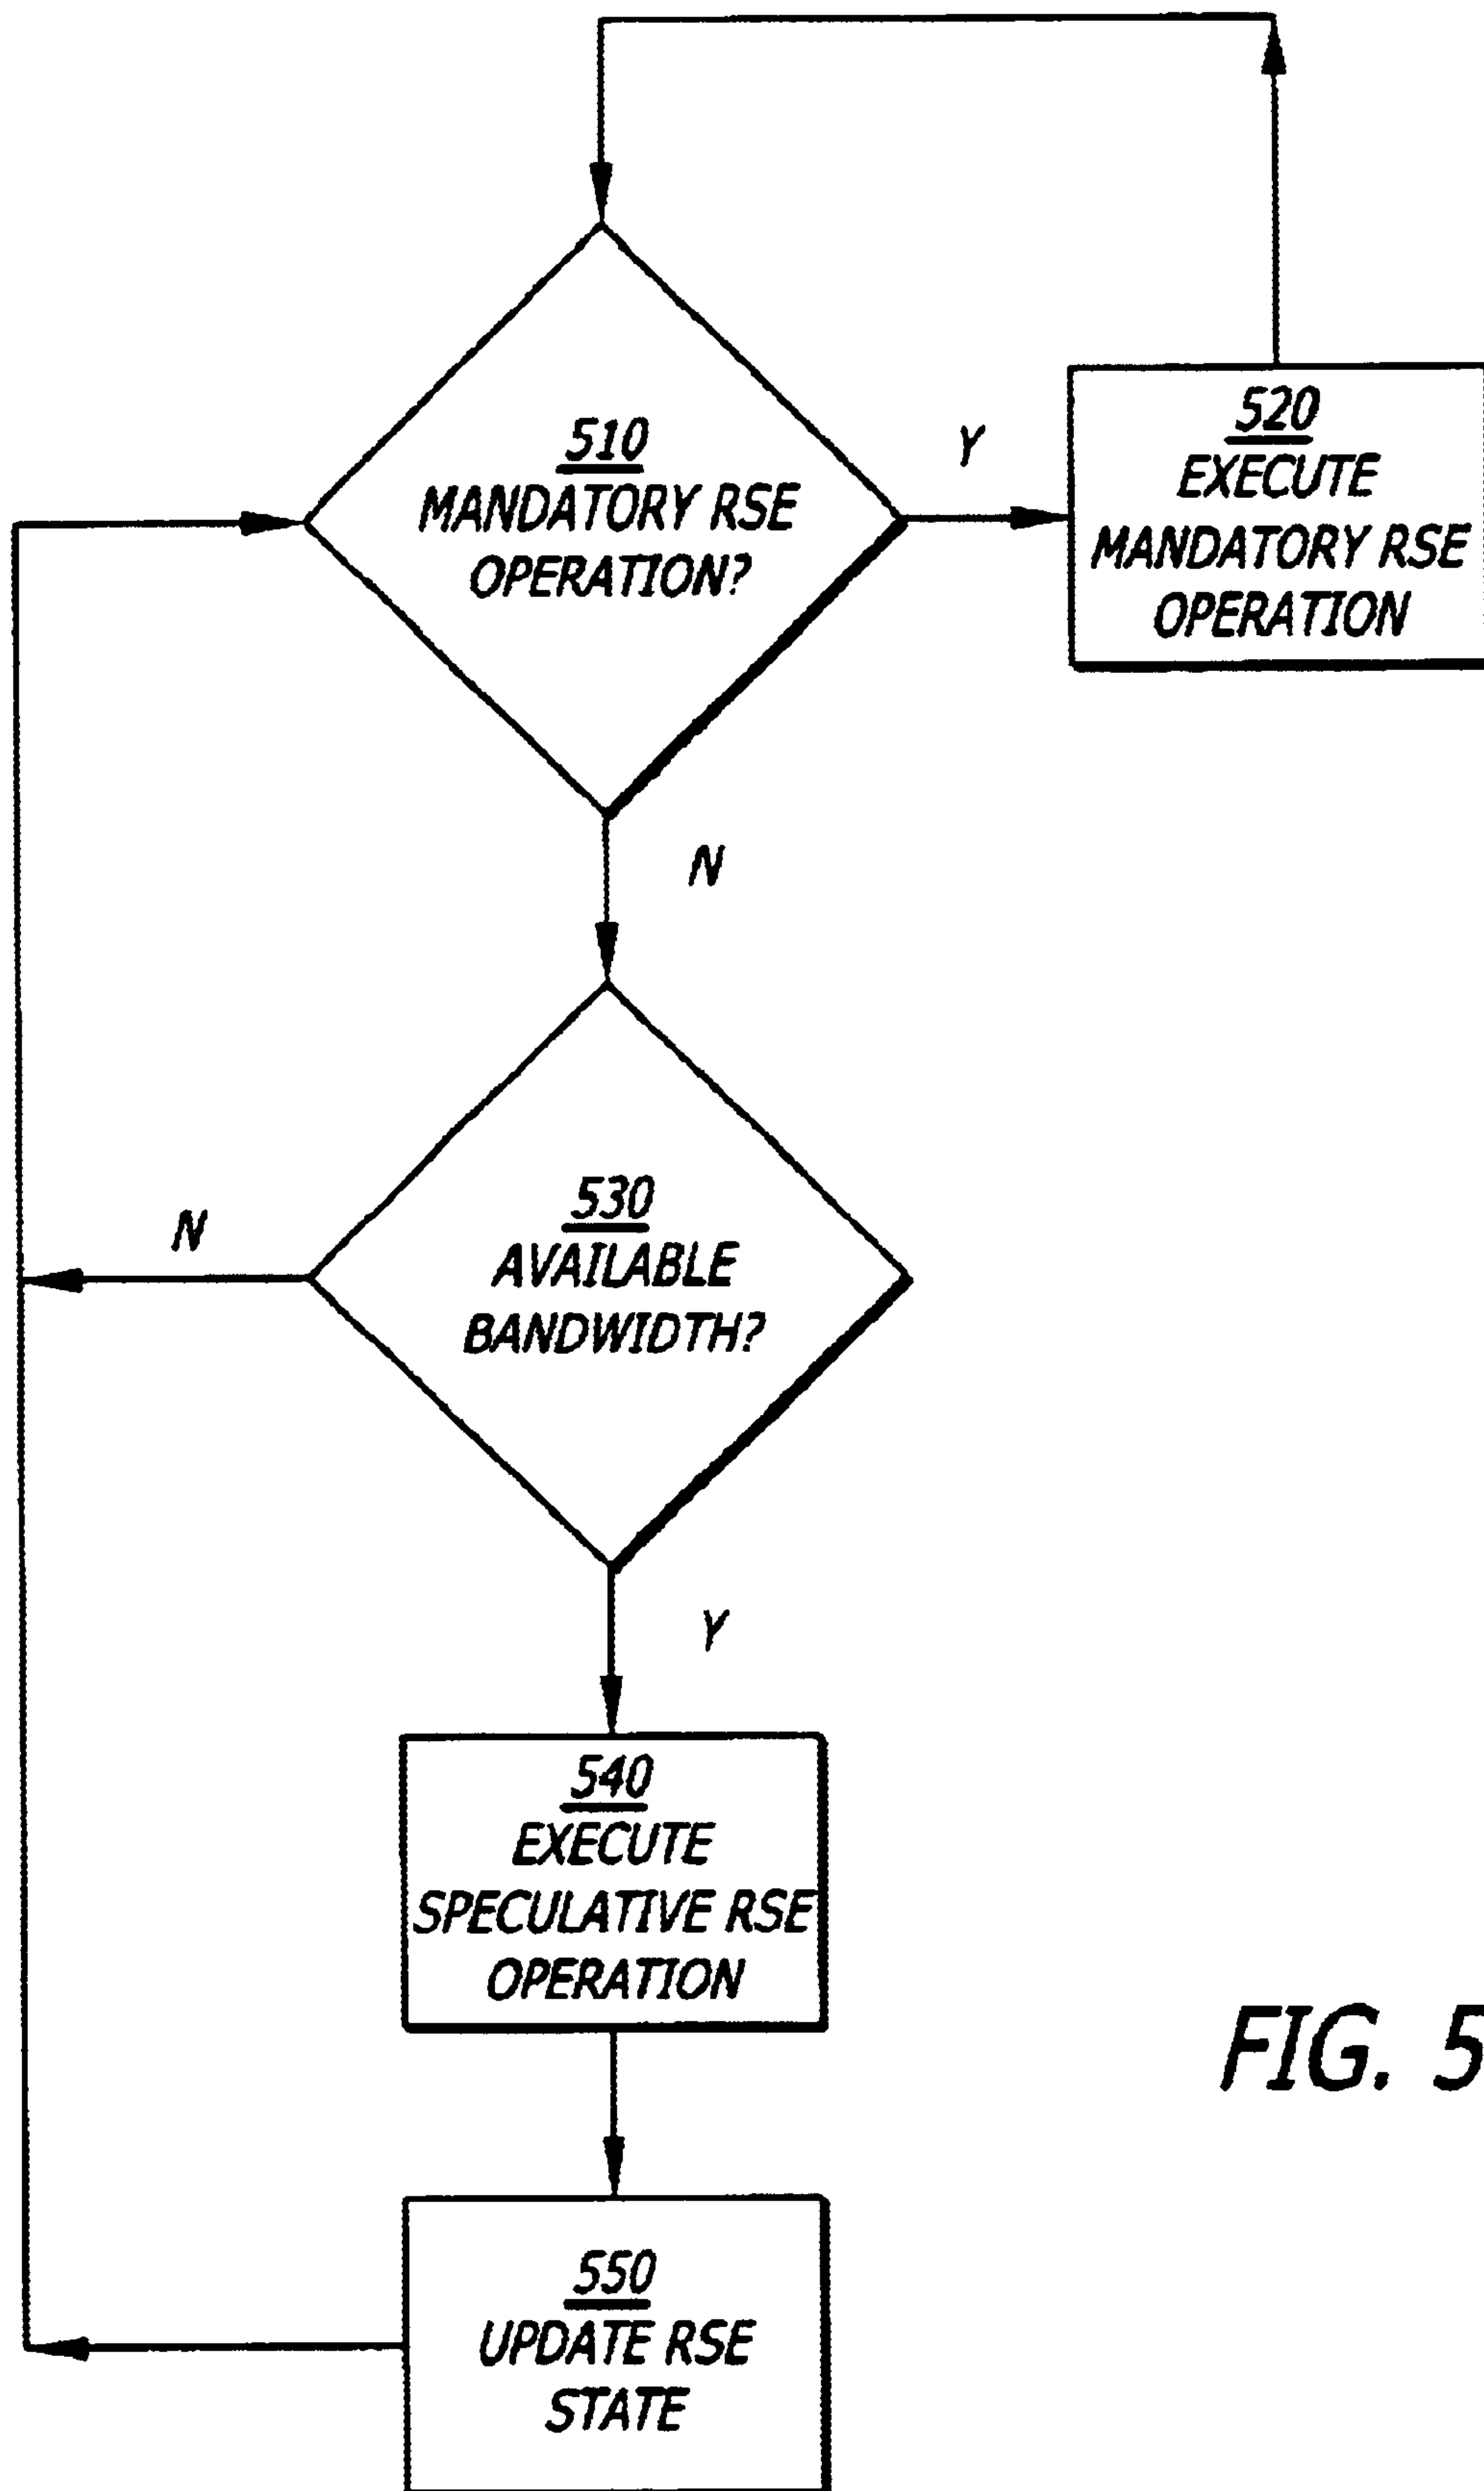 510
MANDATORY RSE
OPERATION?
Y
520
EXECUTE
MANDATORY RSE
OPERATION
N
530
AVAILABLE
BANDWIDTH?
N
Y
540
EXECUTE
SPECULATIVE RSE
OPERATION
550
UPDATE RSE
STATE
FIG. 5